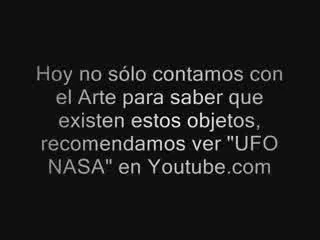 Hoy no sólo contamos con
el Arte para saber que
existen estos objetos,
recomendamos ver "UFO
NASA" en Youtube.com